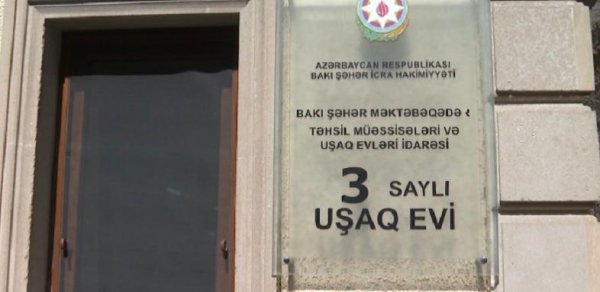 AZƏRBAYCAN RESPUBLİKASI
BAKI ŞƏHƏR İCRA HAKİMİYYƏTİ
BAKI ŞƏHƏR MƏKTƏBƏQƏDƏR
TƏHSİL MÜƏSSİSƏLƏRİ VƏ
UŞAQ EVLƏRİ İDARƏSİ
3 SAYLI
UŞAQ EVİ